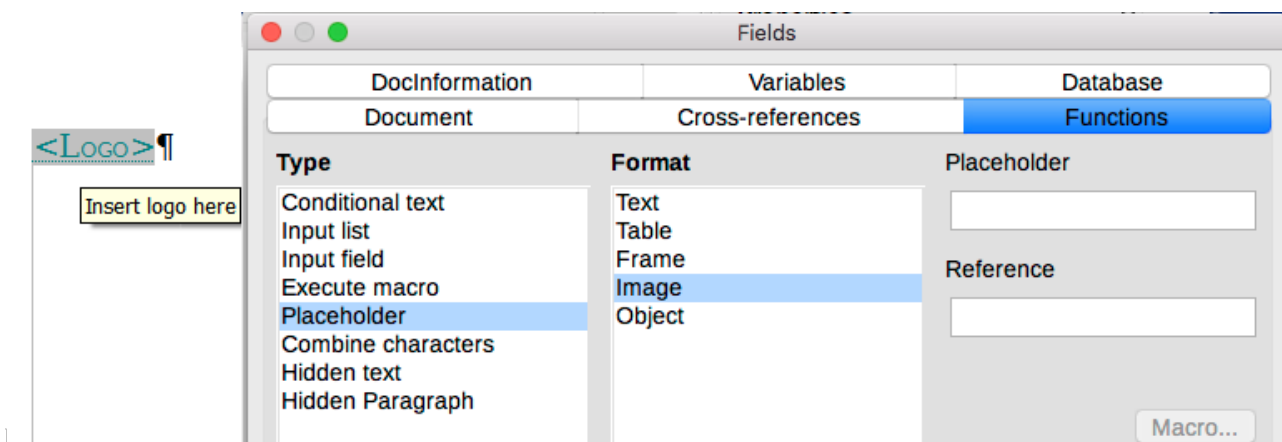 Fields
DocInformation Variables Database
Document Cross-references Functions
<Logo>¶
Insert logo here
Type
Conditional text
Input list
Input field
Execute macro
Placeholder
Combine characters
Hidden text
Hidden Paragraph
Format
Text
Table
Frame
Image
Object
Placeholder
Reference
Macro...